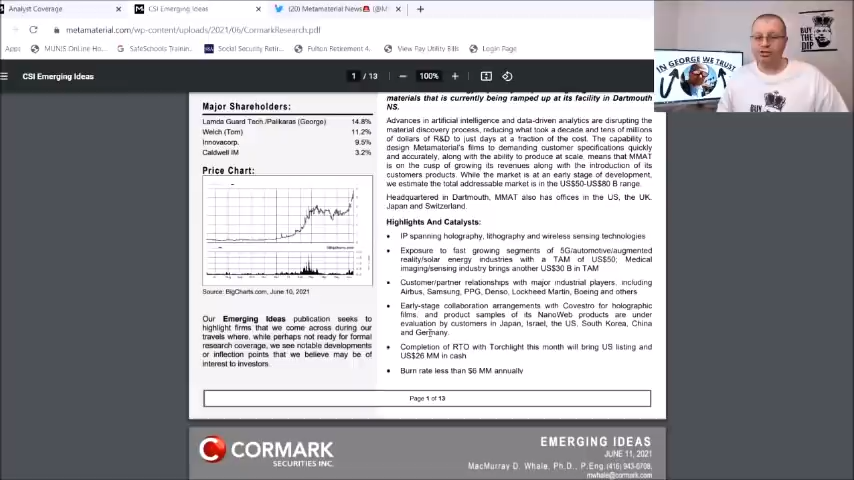 Analyst Coverage
CSI Emerging Ideas
(20) Metamaterial News
metamaterial.com/wp-content/uploads/2021/06/CormarkResearch.pdf
Apps
MUNIS OnLine Ho...
SafeSchools Trainin...
Social Security Retir...
Fulton Retirement
View Pay Utility Bills
Login Page
CSI Emerging Ideas
1 / 13
100%
IN GEORGE WE TRUST
BUY
THE
DIP
Major Shareholders:
Lamda Guard Tech./Palikaras (George) 14.8%
Welch (Tom) 11.2%
Innovacorp. 9.5%
Caldwell IM 3.2%
Price Chart:
Source: BigCharts.com, June 10, 2021
Our Emerging Ideas publication seeks to
highlight firms that we come across during our
travels where, while perhaps not ready for formal
research coverage, we see notable developments
or inflection points that we believe may be of
interest to investors.
materials that is currently being ramped up at its facility in Dartmouth
NS.
Advances in artificial intelligence and data-driven analytics are disrupting the
material discovery process, reducing what took a decade and tens of millions
of dollars of R&D to just days at a fraction of the cost. The capability to
design Metamaterial's films to demanding customer specifications quickly
and accurately, along with the ability to produce at scale, means that MMAT
is on the cusp of growing its revenues along with the introduction of its
customers products. While the market is at an early stage of development,
we estimate the total addressable market is in the US$50-US$80 B range.
Headquartered in Dartmouth, MMAT also has offices in the US, the UK.
Japan and Switzerland.
Highlights And Catalysts:
• IP spanning holography, lithography and wireless sensing technologies
• Exposure to fast growing segments of 5G/automotive/augmented
reality/solar energy industries with a TAM of US$50; Medical
imaging/sensing industry brings another US$30 B in TAM
• Customer/partner relationships with major industrial players, including
Airbus, Samsung, PPG, Denso, Lockheed Martin, Boeing and others
• Early-stage collaboration arrangements with Covestro for holographic
films, and product samples of its NanoWeb products are under
evaluation by customers in Japan, Israel, the US, South Korea, China
and Germany.
• Completion of RTO with Torchlight this month will bring US listing and
US$26 MM in cash
• Burn rate less than $6 MM annually
Page 1 of 13
CORMARK
SECURITIES INC.
EMERGING IDEAS
JUNE 11, 2021
MacMurray D. Whale, Ph.D., P.Eng.
mwhale@cormark.com